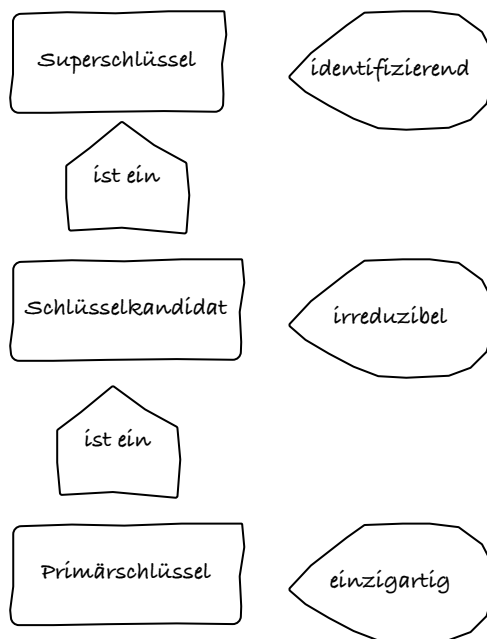 Superschlüssel
identifizierend
ist ein
Schlüsselkandidat
irreduzibel
ist ein
Primärschlüssel
einzigartig